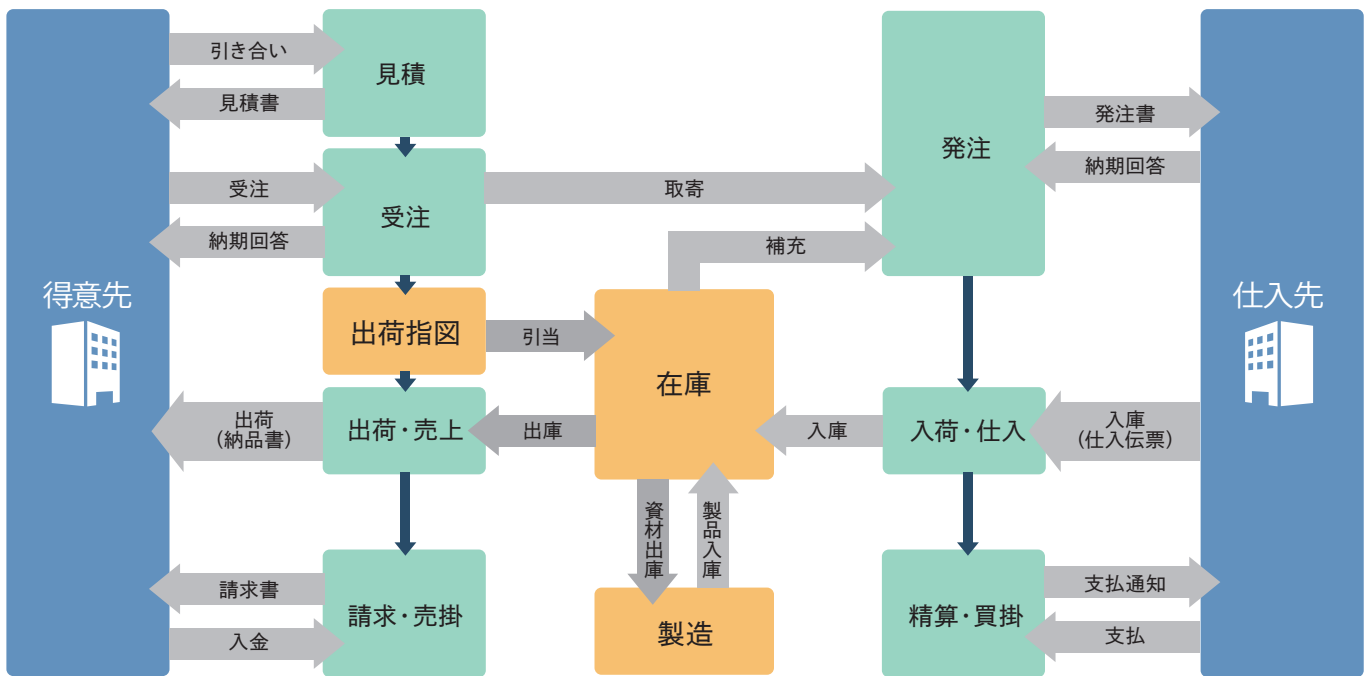 得意先
引き合い
見積書
見積
受注
納期回答
受注
取寄
補充
発注
発注書
納期回答
仕入先
出荷指図
引当
在庫
出荷
(納品書)
出荷・売上
出庫
入庫
入荷・仕入
入庫
(仕入伝票)
資材出庫
製品入庫
製造
請求書
入金
請求・売掛
精算・買掛
支払通知
支払